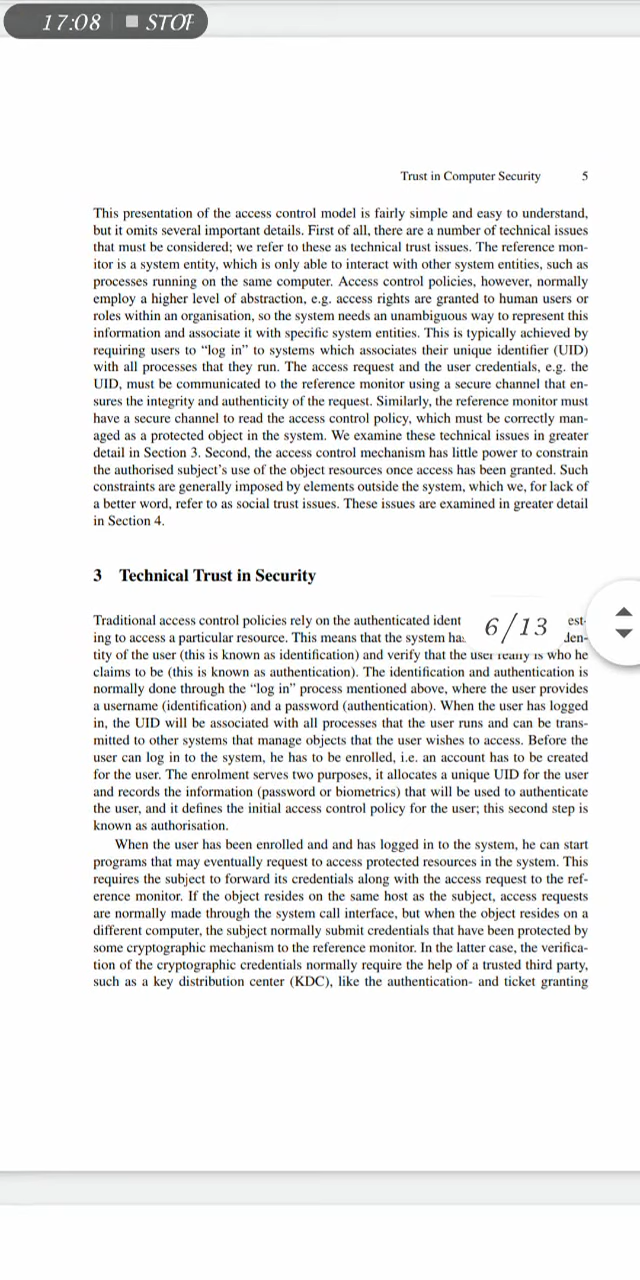 17:08 STOP
Trust in Computer Security 5
This presentation of the access control model is fairly simple and easy to understand,
but it omits several important details. First of all, there are a number of technical issues
that must be considered; we refer to these as technical trust issues. The reference mon-
itor is a system entity, which is only able to interact with other system entities, such as
processes running on the same computer. Access control policies, however, normally
employ a higher level of abstraction, e.g. access rights are granted to human users or
roles within an organisation, so the system needs an unambiguous way to represent this
information and associate it with specific system entities. This is typically achieved by
requiring users to “log in” to systems which associates their unique identifier (UID)
with all processes that they run. The access request and the user credentials, e.g. the
UID, must be communicated to the reference monitor using a secure channel that en-
sures the integrity and authenticity of the request. Similarly, the reference monitor must
have a secure channel to read the access control policy, which must be correctly man-
aged as a protected object in the system. We examine these technical issues in greater
detail in Section 3. Second, the access control mechanism has little power to constrain
the authorised subject’s use of the object resources once access has been granted. Such
constraints are generally imposed by elements outside the system, which we, for lack of
a better word, refer to as social trust issues. These issues are examined in greater detail
in Section 4.
3 Technical Trust in Security
Traditional access control policies rely on the authenticated ident 6/13 est-
ing to access a particular resource. This means that the system has den-
tity of the user (this is known as identification) and verify that the user really is who he
claims to be (this is known as authentication). The identification and authentication is
normally done through the “log in” process mentioned above, where the user provides
a username (identification) and a password (authentication). When the user has logged
in, the UID will be associated with all processes that the user runs and can be trans-
mitted to other systems that manage objects that the user wishes to access. Before the
user can log in to the system, he has to be enrolled, i.e. an account has to be created
for the user. The enrolment serves two purposes, it allocates a unique UID for the user
and records the information (password or biometrics) that will be used to authenticate
the user, and it defines the initial access control policy for the user; this second step is
known as authorisation.
When the user has been enrolled and and has logged in to the system, he can start
programs that may eventually request to access protected resources in the system. This
requires the subject to forward its credentials along with the access request to the ref-
erence monitor. If the object resides on the same host as the subject, access requests
are normally made through the system call interface, but when the object resides on a
different computer, the subject normally submit credentials that have been protected by
some cryptographic mechanism to the reference monitor. In the latter case, the verifica-
tion of the cryptographic credentials normally require the help of a trusted third party,
such as a key distribution center (KDC), like the authentication- and ticket granting